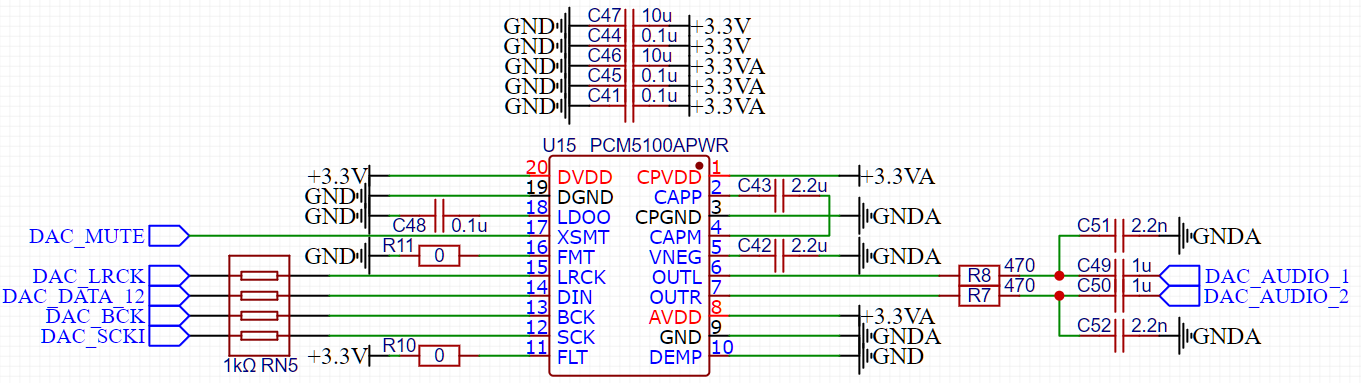 GND C47 10u +3.3V
GND C44 0.1u +3.3V
GND C46 10u +3.3VA
GND C45 0.1u +3.3VA
GND C41 0.1u +3.3VA
U15 PCM5100APWR
+3.3V 20 DVDD CPVDD 1 +3.3VA
GND 19 DGND CAPP 2 C43 2.2u
GND C48 0.1u 18 LDOO CPGND 3 GNDA
DAC_MUTE 17 XSMT CAPM 4
GND R11 0 16 FMT VNEG 5 C42 2.2u GNDA
C51 2.2n GNDA
DAC_LRCK 15 LRCK OUTL 6 R8 470 C49 1u DAC_AUDIO_1
DAC_DATA_12 14 DIN OUTR 7 R7 470 C50 1u DAC_AUDIO_2
DAC_BCK 13 BCK AVDD 8 +3.3VA
DAC_SCKI 12 SCK GND 9 GNDA
C52 2.2n GNDA
1kΩ RN5
+3.3V R10 0 11 FLT DEMP 10 GND